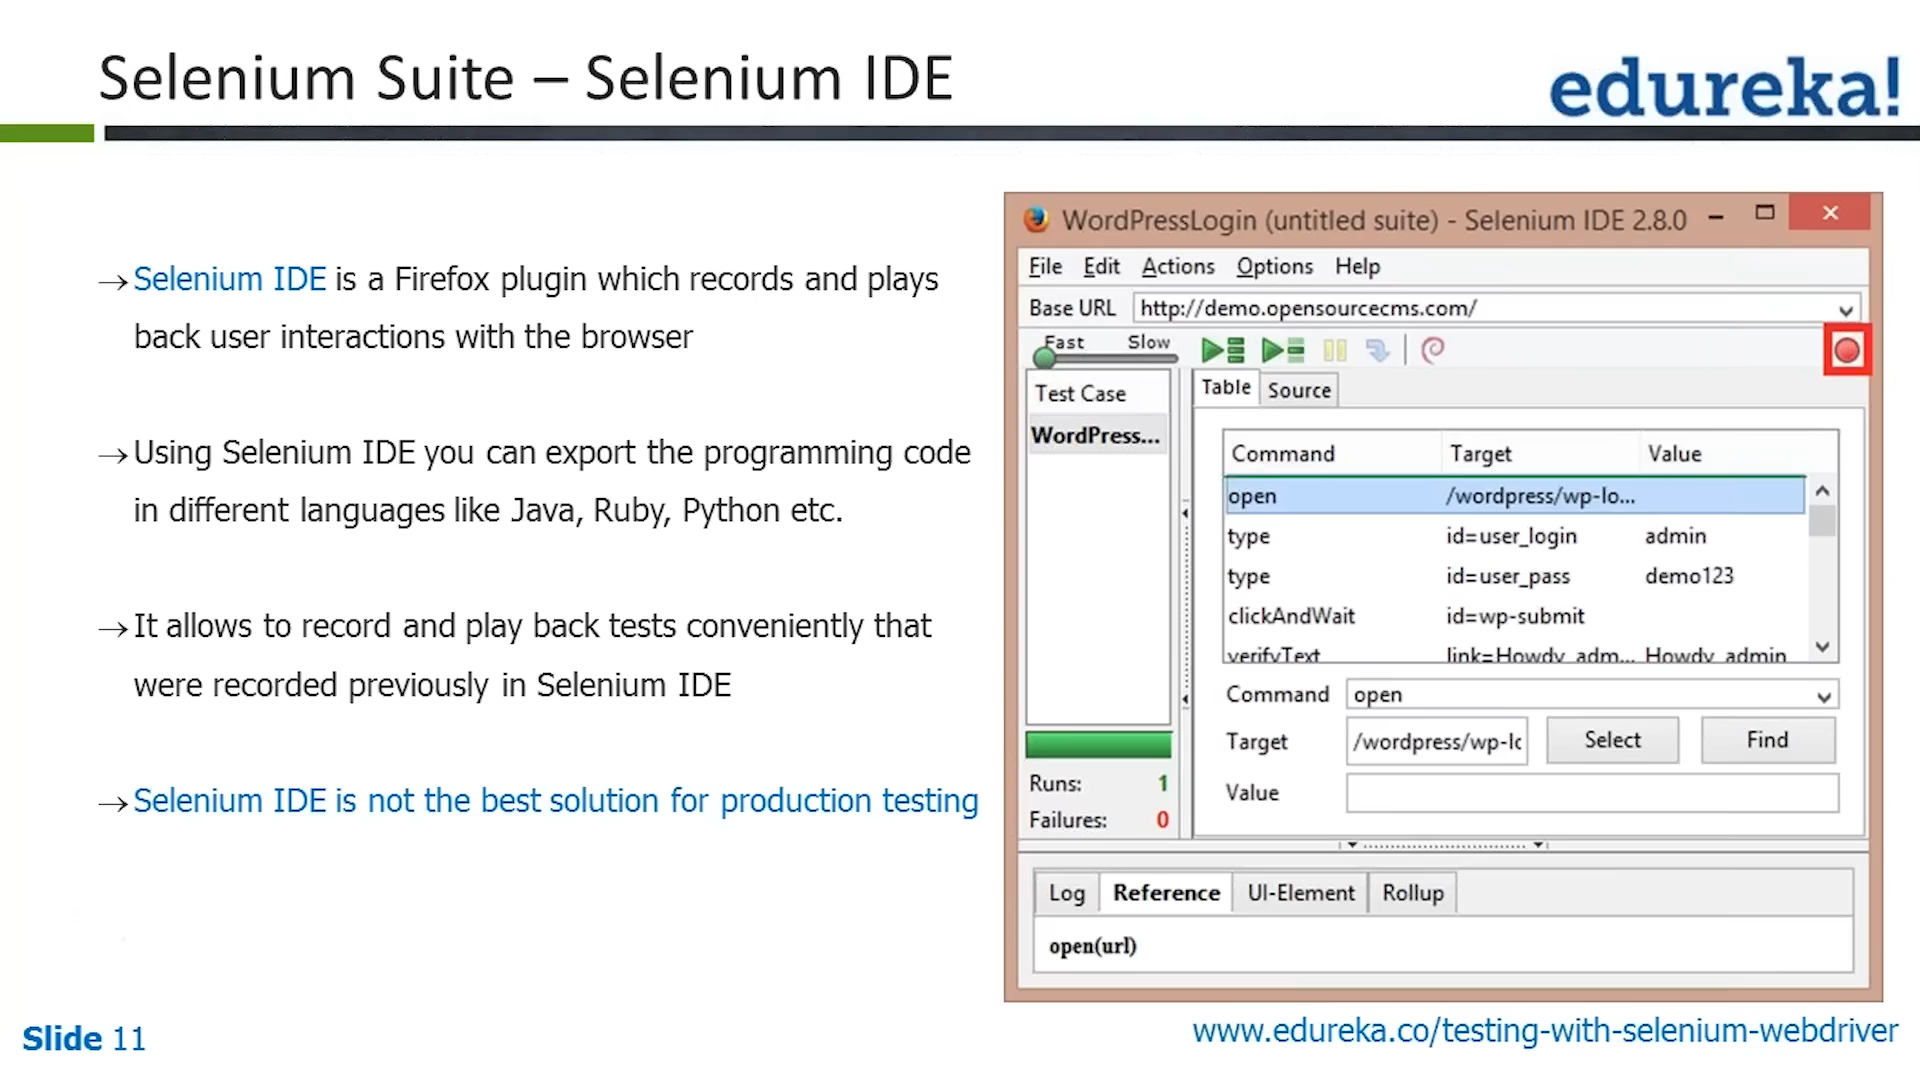 Selenium Suite – Selenium IDE
edureka!
→Selenium IDE is a Firefox plugin which records and plays
back user interactions with the browser
→Using Selenium IDE you can export the programming code
in different languages like Java, Ruby, Python etc.
→It allows to record and play back tests conveniently that
were recorded previously in Selenium IDE
→Selenium IDE is not the best solution for production testing
WordPressLogin (untitled suite) - Selenium IDE 2.8.0
File Edit Actions Options Help
Base URL http://demo.opensourcecms.com/
Fast Slow
Test Case
WordPress...
Table Source
Command Target Value
open /wordpress/wp-lo...
type id=user_login admin
type id=user_pass demo123
clickAndWait id=wp-submit
verifyText link=Howdy, adm... Howdy, admin
Command open
Target /wordpress/wp-lo Select Find
Value
Runs: 1
Failures: 0
Log Reference UI-Element Rollup
open(url)
Slide 11
www.edureka.co/testing-with-selenium-webdriver